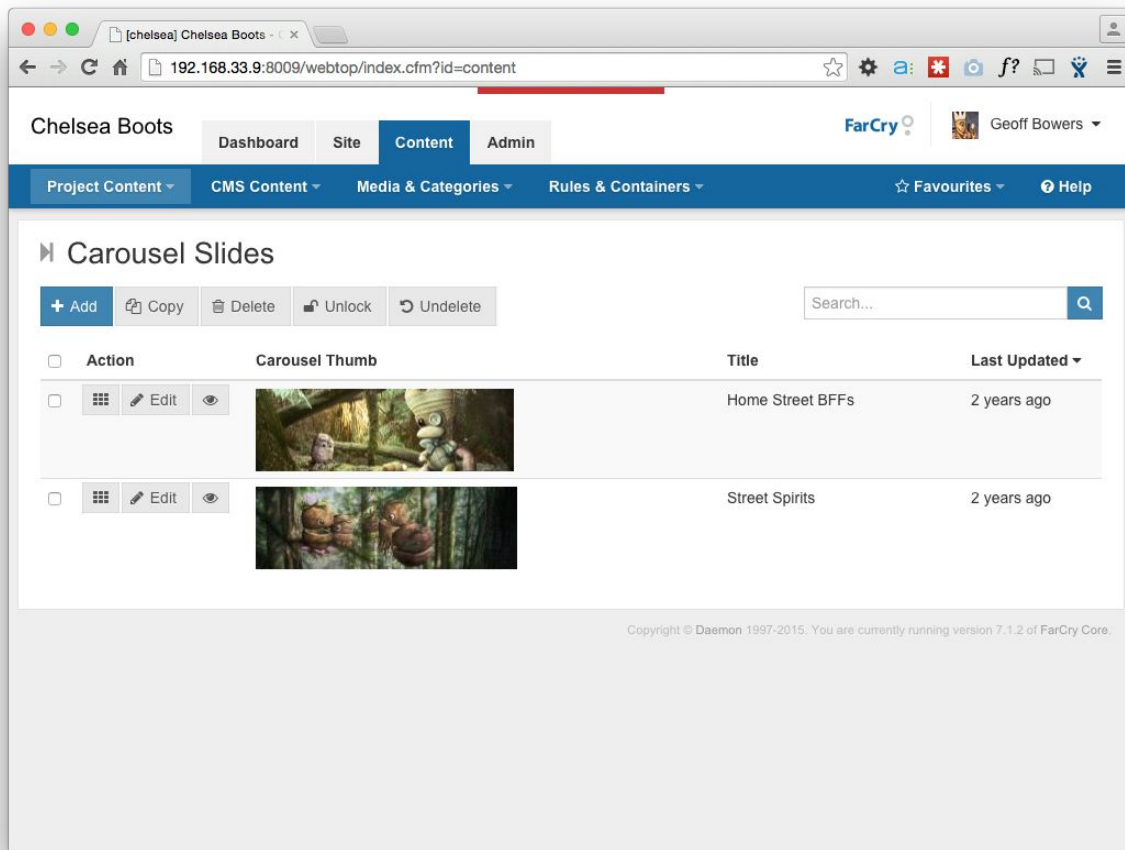 [chelsea] Chelsea Boots -
192.168.33.9:8009/webtop/index.cfm?id=content
a: f?
Chelsea Boots
Dashboard Site Content Admin
FarCry
Geoff Bowers
Project Content CMS Content Media & Categories Rules & Containers Favourites Help
Carousel Slides
Add Copy Delete Unlock Undelete Search...
Action Carousel Thumb Title Last Updated
Edit Home Street BFFs 2 years ago
Edit Street Spirits 2 years ago
Copyright © Daemon 1997-2015. You are currently running version 7.1.2 of FarCry Core.